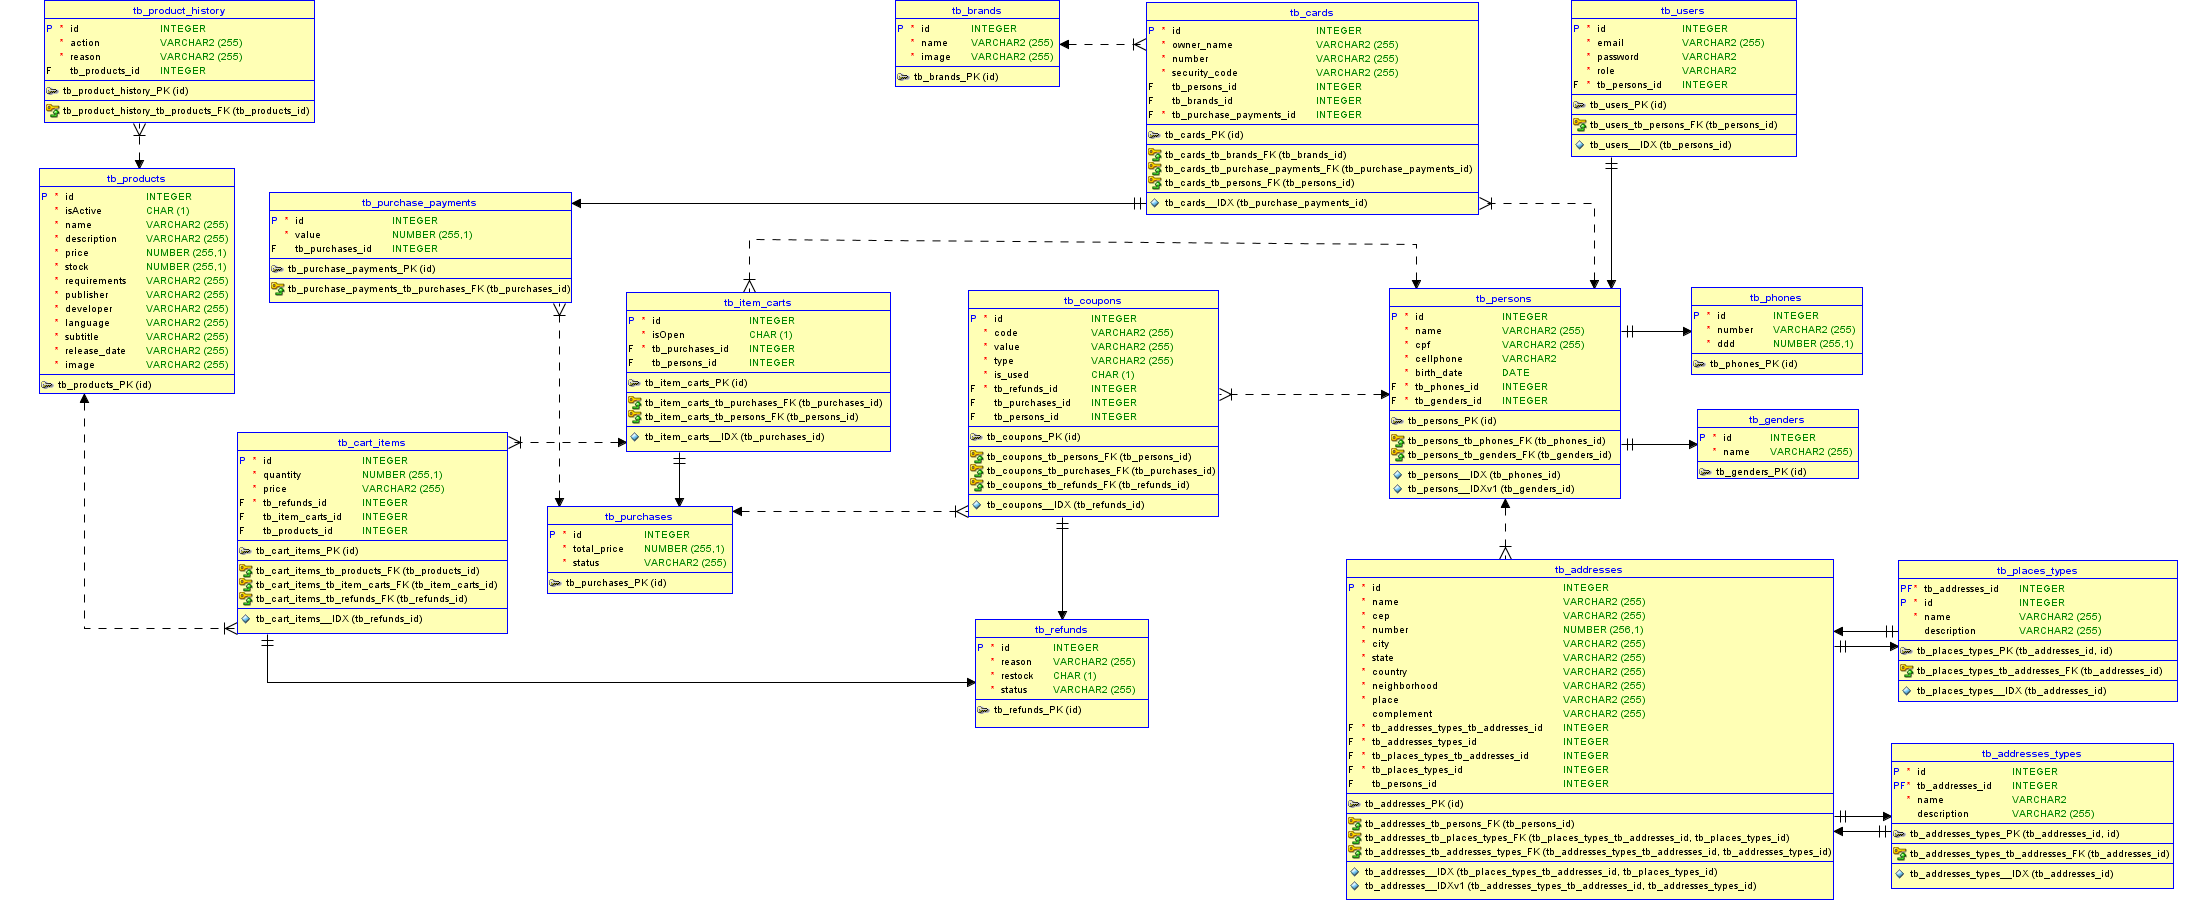 tb_product_history
P * id INTEGER
* action VARCHAR2 (255)
* reason VARCHAR2 (255)
F tb_products_id INTEGER
tb_product_history_PK (id)
tb_product_history_tb_products_FK (tb_products_id)
tb_brands
P * id INTEGER
* name VARCHAR2 (255)
* image VARCHAR2 (255)
tb_brands_PK (id)
tb_cards
P * id INTEGER
* owner_name VARCHAR2 (255)
* number VARCHAR2 (255)
* security_code VARCHAR2 (255)
F tb_persons_id INTEGER
F tb_brands_id INTEGER
F * tb_purchase_payments_id INTEGER
tb_cards_PK (id)
tb_cards_tb_brands_FK (tb_brands_id)
tb_cards_tb_purchase_payments_FK (tb_purchase_payments_id)
tb_cards_tb_persons_FK (tb_persons_id)
tb_cards__IDX (tb_purchase_payments_id)
tb_users
P * id INTEGER
* email VARCHAR2 (255)
* password VARCHAR2
* role VARCHAR2
F * tb_persons_id INTEGER
tb_users_PK (id)
tb_users_tb_persons_FK (tb_persons_id)
tb_users__IDX (tb_persons_id)
tb_products
P * id INTEGER
* isActive CHAR (1)
* name VARCHAR2 (255)
* description VARCHAR2 (255)
* price NUMBER (255,1)
* stock NUMBER (255,1)
* requirements VARCHAR2 (255)
* publisher VARCHAR2 (255)
* developer VARCHAR2 (255)
* language VARCHAR2 (255)
* subtitle VARCHAR2 (255)
* release_date VARCHAR2 (255)
* image VARCHAR2 (255)
tb_products_PK (id)
tb_purchase_payments
P * id INTEGER
* value NUMBER (255,1)
F tb_purchases_id INTEGER
tb_purchase_payments_PK (id)
tb_purchase_payments_tb_purchases_FK (tb_purchases_id)
tb_item_carts
P * id INTEGER
* isOpen CHAR (1)
F * tb_purchases_id INTEGER
F tb_persons_id INTEGER
tb_item_carts_PK (id)
tb_item_carts_tb_purchases_FK (tb_purchases_id)
tb_item_carts_tb_persons_FK (tb_persons_id)
tb_item_carts__IDX (tb_purchases_id)
tb_coupons
P * id INTEGER
* code VARCHAR2 (255)
* value VARCHAR2 (255)
* type VARCHAR2 (255)
* is_used CHAR (1)
F * tb_refunds_id INTEGER
F tb_purchases_id INTEGER
F tb_persons_id INTEGER
tb_coupons_PK (id)
tb_coupons_tb_persons_FK (tb_persons_id)
tb_coupons_tb_purchases_FK (tb_purchases_id)
tb_coupons_tb_refunds_FK (tb_refunds_id)
tb_coupons__IDX (tb_refunds_id)
tb_persons
P * id INTEGER
* name VARCHAR2 (255)
* cpf VARCHAR2 (255)
* cellphone VARCHAR2
* birth_date DATE
F * tb_phones_id INTEGER
F * tb_genders_id INTEGER
tb_persons_PK (id)
tb_persons_tb_phones_FK (tb_phones_id)
tb_persons_tb_genders_FK (tb_genders_id)
tb_persons__IDX (tb_phones_id)
tb_persons__IDXv1 (tb_genders_id)
tb_phones
P * id INTEGER
* number VARCHAR2 (255)
* ddd NUMBER (255,1)
tb_phones_PK (id)
tb_genders
P * id INTEGER
* name VARCHAR2 (255)
tb_genders_PK (id)
tb_cart_items
P * id INTEGER
* quantity NUMBER (255,1)
* price VARCHAR2 (255)
F * tb_refunds_id INTEGER
F tb_item_carts_id INTEGER
F tb_products_id INTEGER
tb_cart_items_PK (id)
tb_cart_items_tb_products_FK (tb_products_id)
tb_cart_items_tb_item_carts_FK (tb_item_carts_id)
tb_cart_items_tb_refunds_FK (tb_refunds_id)
tb_cart_items__IDX (tb_refunds_id)
tb_purchases
P * id INTEGER
* total_price NUMBER (255,1)
* status VARCHAR2 (255)
tb_purchases_PK (id)
tb_refunds
P * id INTEGER
* reason VARCHAR2 (255)
* restock CHAR (1)
* status VARCHAR2 (255)
tb_refunds_PK (id)
tb_addresses
P * id INTEGER
* name VARCHAR2 (255)
* cep VARCHAR2 (255)
* number NUMBER (256,1)
* city VARCHAR2 (255)
* state VARCHAR2 (255)
* country VARCHAR2 (255)
* neighborhood VARCHAR2 (255)
* place VARCHAR2 (255)
complement VARCHAR2 (255)
F * tb_addresses_types_tb_addresses_id INTEGER
F * tb_addresses_types_id INTEGER
F * tb_places_types_tb_addresses_id INTEGER
F * tb_places_types_id INTEGER
F tb_persons_id INTEGER
tb_addresses_PK (id)
tb_addresses_tb_persons_FK (tb_persons_id)
tb_addresses_tb_places_types_FK (tb_places_types_tb_addresses_id, tb_places_types_id)
tb_addresses_tb_addresses_types_FK (tb_addresses_types_tb_addresses_id, tb_addresses_types_id)
tb_addresses__IDX (tb_places_types_tb_addresses_id, tb_places_types_id)
tb_addresses__IDXv1 (tb_addresses_types_tb_addresses_id, tb_addresses_types_id)
tb_places_types
PF * tb_addresses_id INTEGER
P * id INTEGER
* name VARCHAR2 (255)
description VARCHAR2 (255)
tb_places_types_PK (tb_addresses_id, id)
tb_places_types_tb_addresses_FK (tb_addresses_id)
tb_places_types__IDX (tb_addresses_id)
tb_addresses_types
P * id INTEGER
PF * tb_addresses_id INTEGER
* name VARCHAR2
description VARCHAR2 (255)
tb_addresses_types_PK (tb_addresses_id, id)
tb_addresses_types_tb_addresses_FK (tb_addresses_id)
tb_addresses_types__IDX (tb_addresses_id)